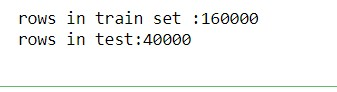 rows in train set :160000
rows in test:40000